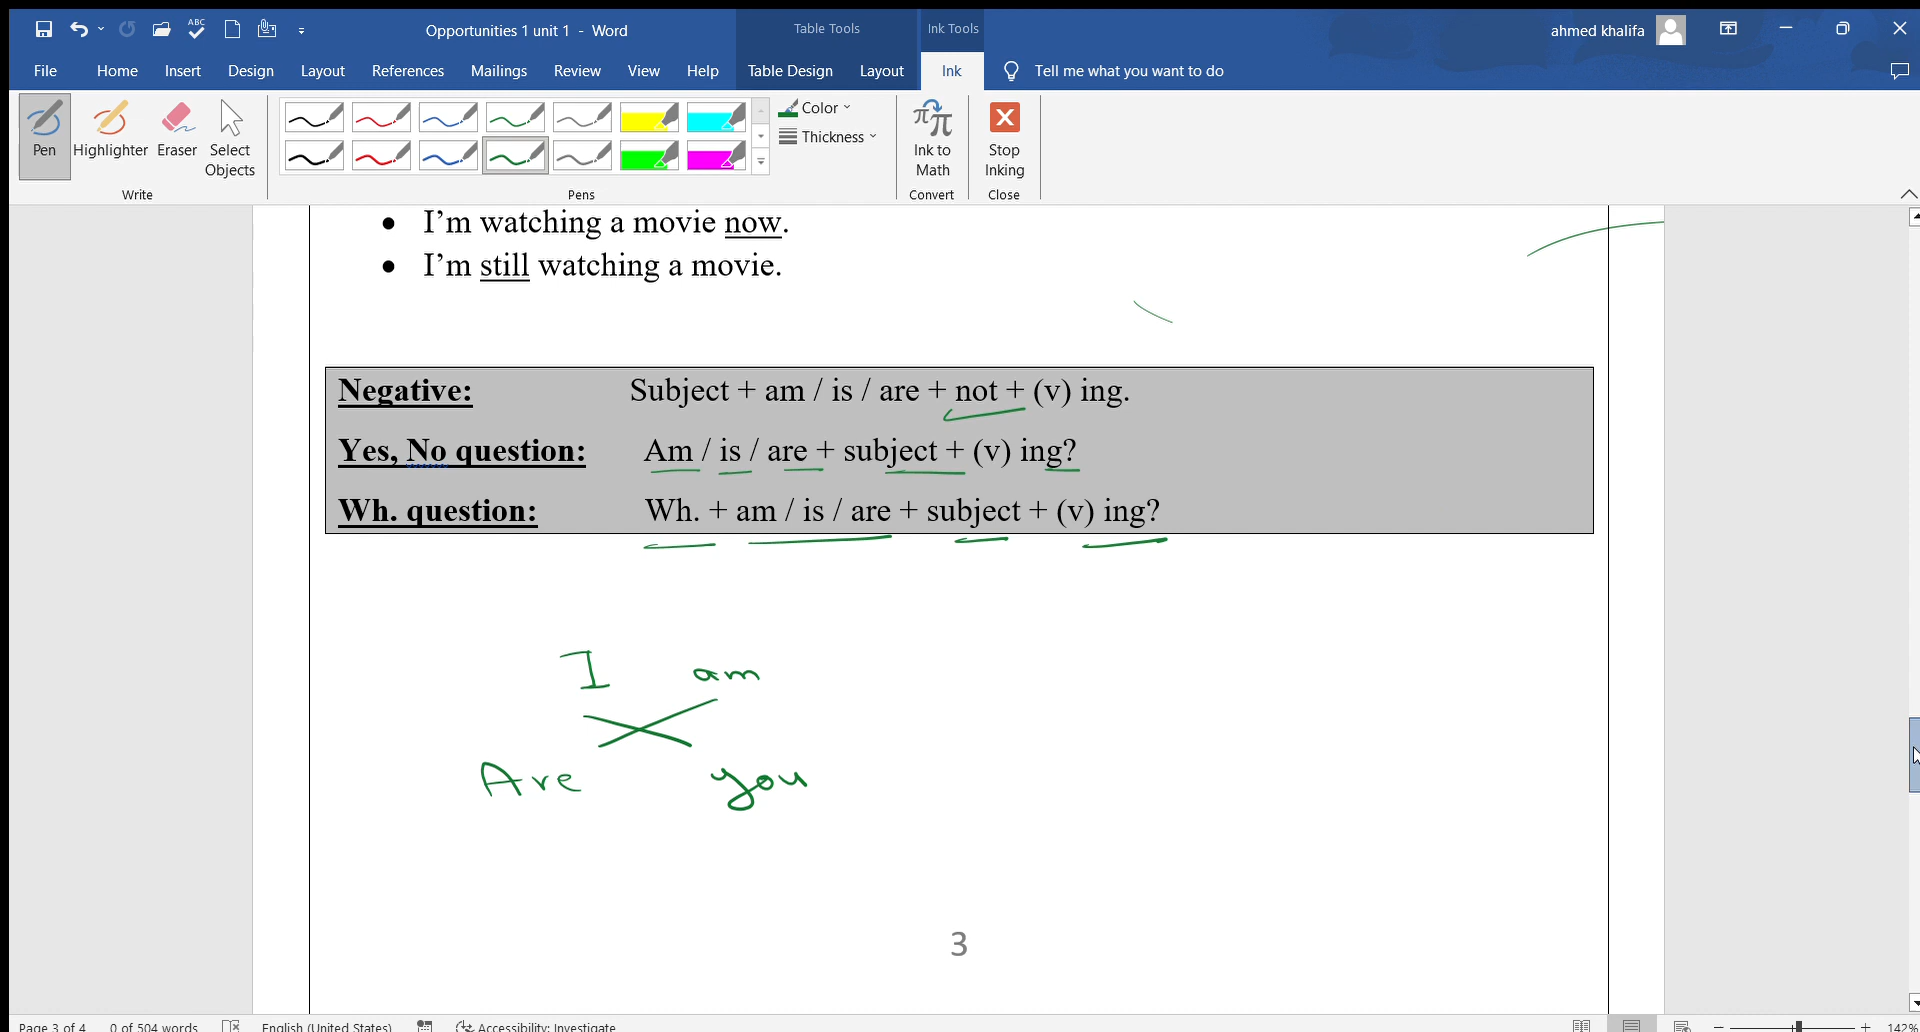 ABC
Opportunities 1 unit 1 - Word
Table Tools
Ink Tools
ahmed khalifa
File Home Insert Design Layout References Mailings Review View Help Table Design Layout Ink Tell me what you want to do
Pen Highlighter Eraser Select Objects
Color
Thickness
Ink to Math
Stop Inking
Write Pens Convert Close
• I’m watching a movie now.
• I’m still watching a movie.
Negative: Subject + am / is / are + not + (v) ing.
Yes, No question: Am / is / are + subject + (v) ing?
Wh. question: Wh. + am / is / are + subject + (v) ing?
I am
Are you
3
Page 3 of 4 0 of 504 words English (United States) Accessibility: Investigate 142%